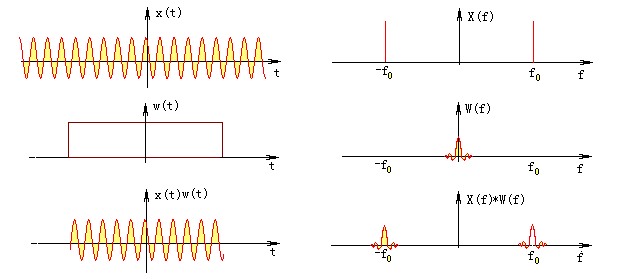 x(t)
t
X(f)
-f₀
f₀
f
w(t)
t
W(f)
-f₀
f₀
f
x(t)w(t)
t
X(f)*W(f)
-f₀
f₀
f